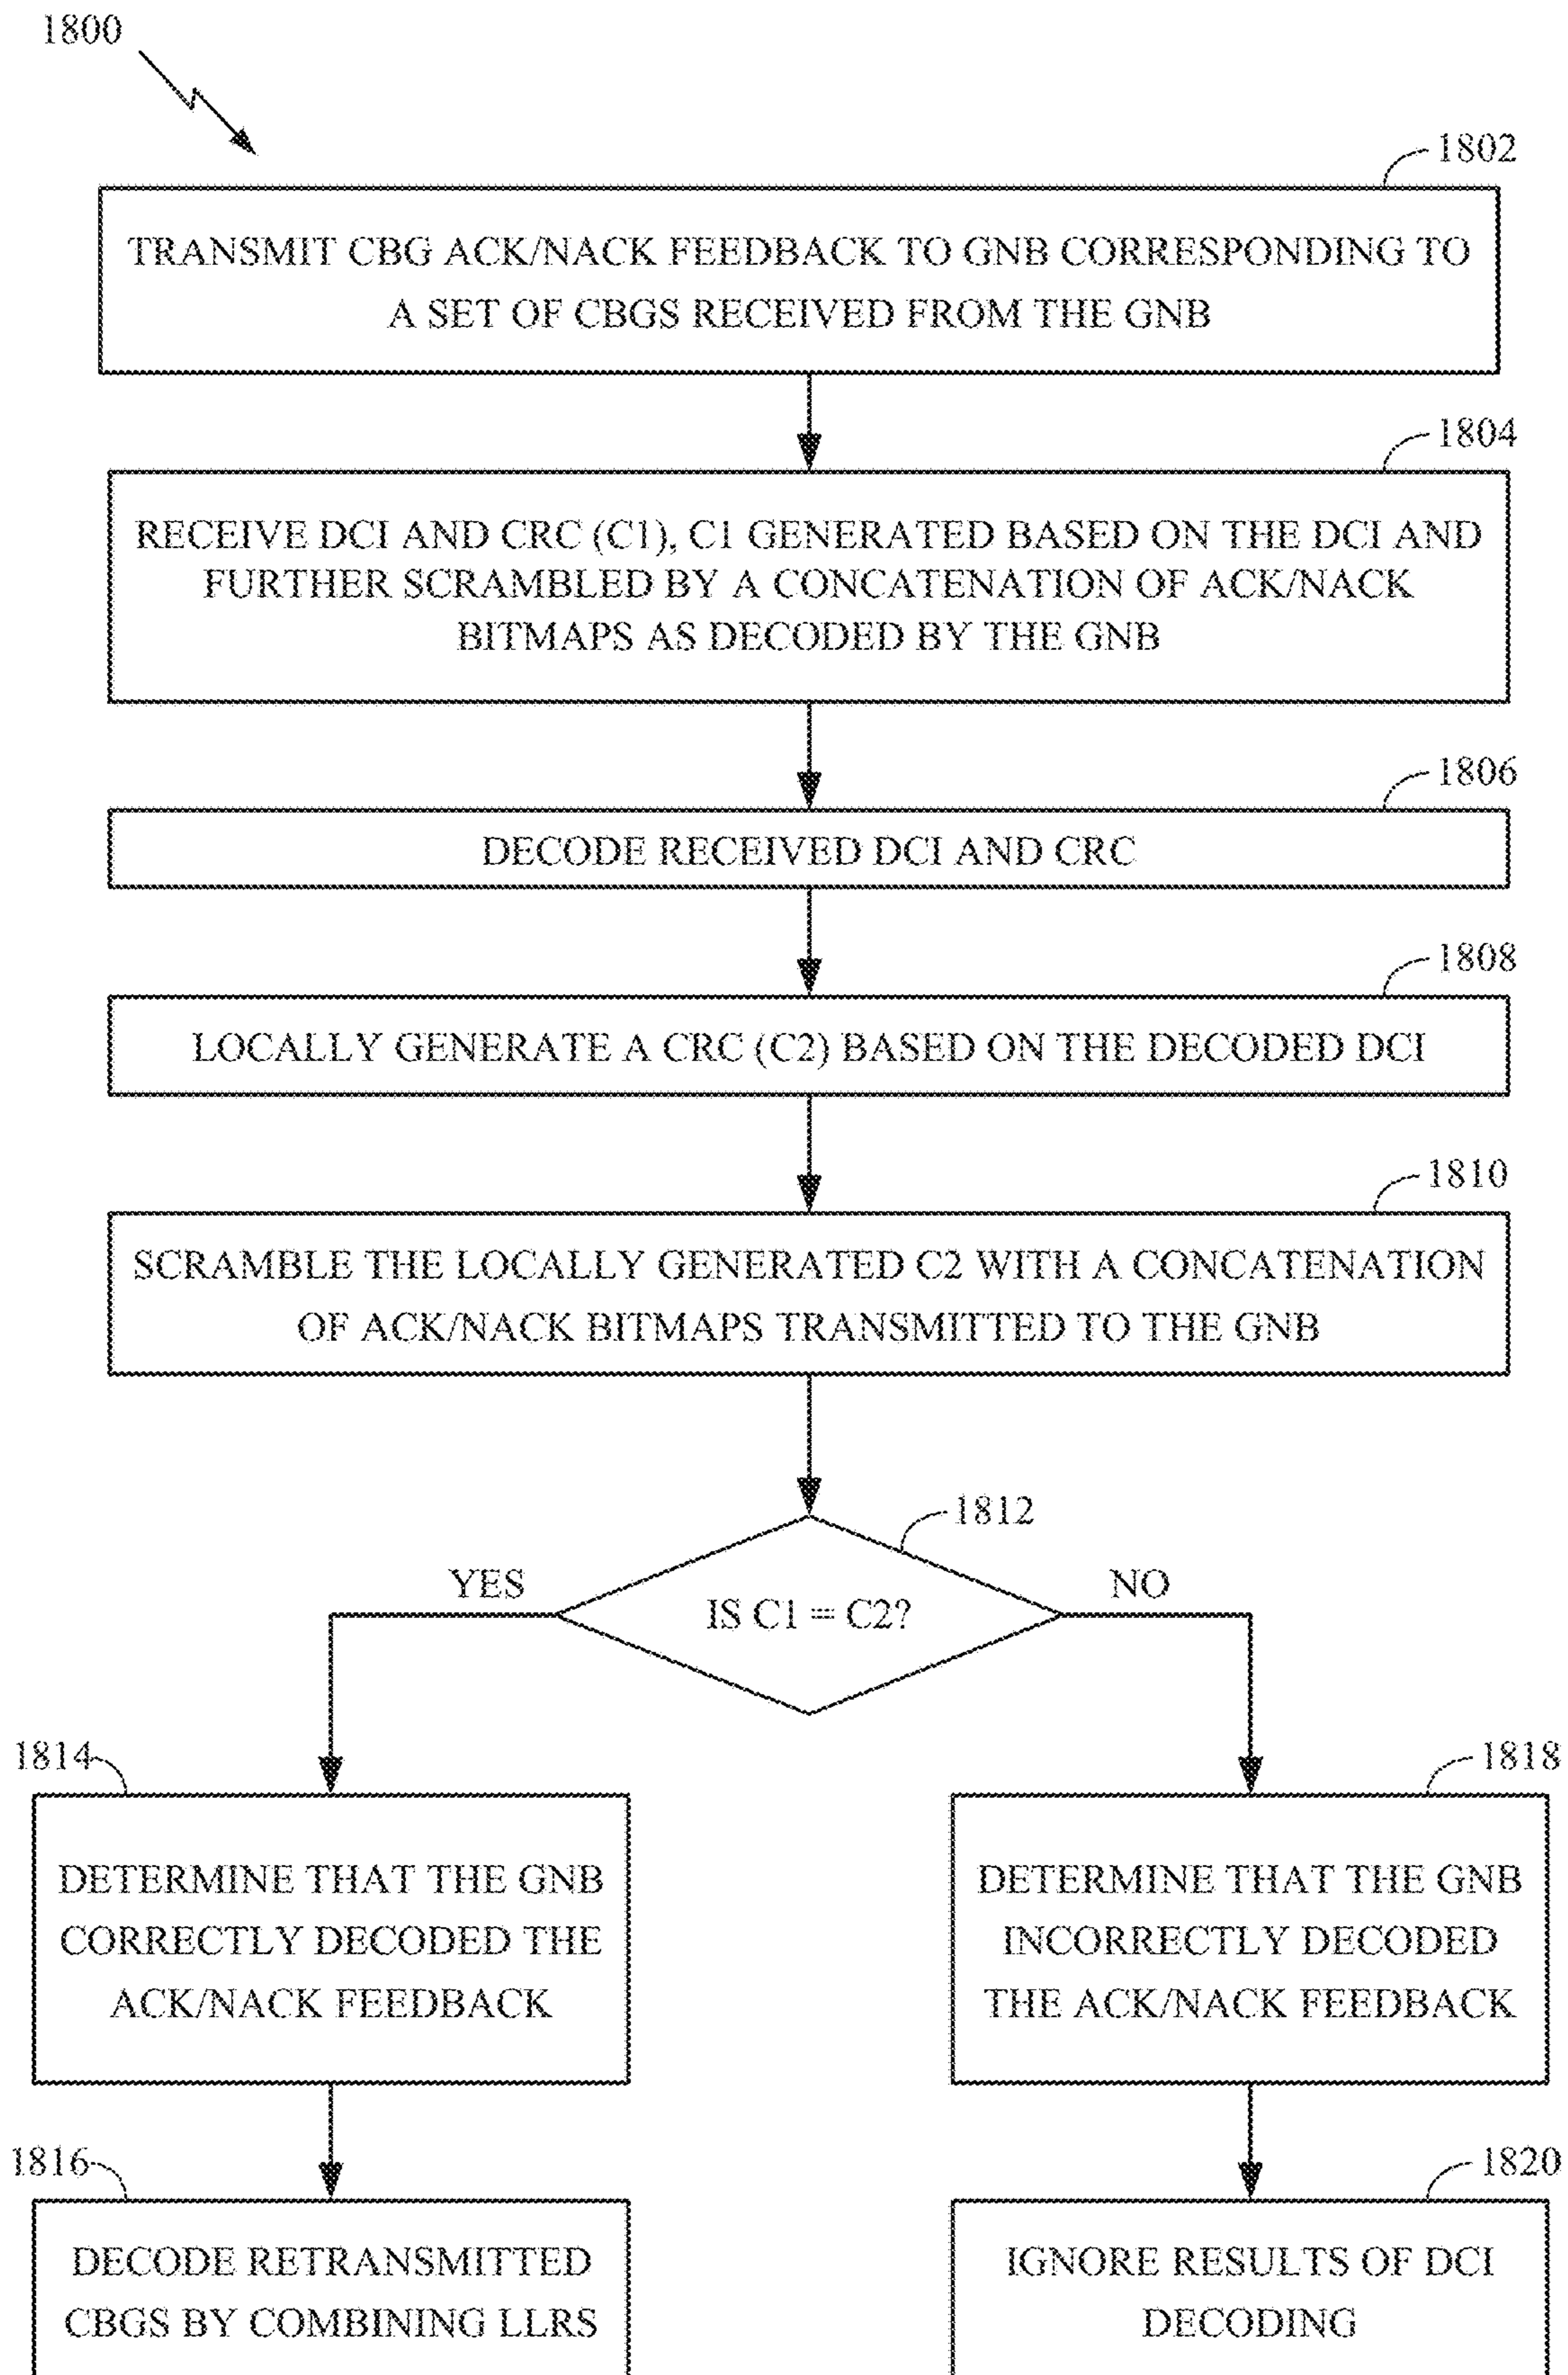 1800
1802
TRANSMIT CBG ACK/NACK FEEDBACK TO GNB CORRESPONDING TO
A SET OF CBGS RECEIVED FROM THE GNB
1804
RECEIVE DCI AND CRC (C1), C1 GENERATED BASED ON THE DCI AND
FURTHER SCRAMBLED BY A CONCATENATION OF ACK/NACK
BITMAPS AS DECODED BY THE GNB
1806
DECODE RECEIVED DCI AND CRC
1808
LOCALLY GENERATE A CRC (C2) BASED ON THE DECODED DCI
1810
SCRAMBLE THE LOCALLY GENERATED C2 WITH A CONCATENATION
OF ACK/NACK BITMAPS TRANSMITTED TO THE GNB
1812
YES
IS C1 = C2?
NO
1814
DETERMINE THAT THE GNB
CORRECTLY DECODED THE
ACK/NACK FEEDBACK
1818
DETERMINE THAT THE GNB
INCORRECTLY DECODED
THE ACK/NACK FEEDBACK
1816
DECODE RETRANSMITTED
CBGS BY COMBINING LLRS
1820
IGNORE RESULTS OF DCI
DECODING